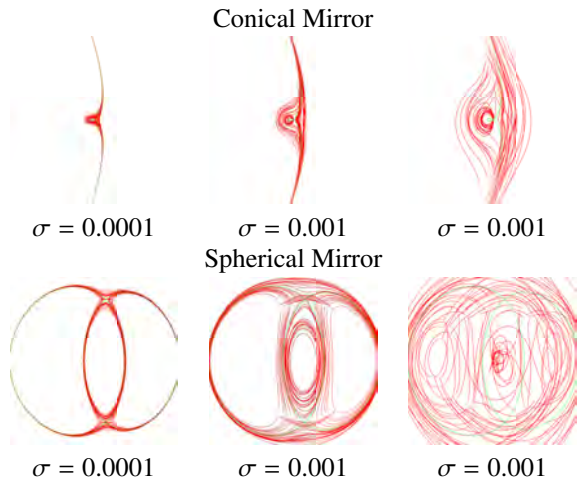 Conical Mirror
σ = 0.0001 σ = 0.001 σ = 0.001
Spherical Mirror
σ = 0.0001 σ = 0.001 σ = 0.001